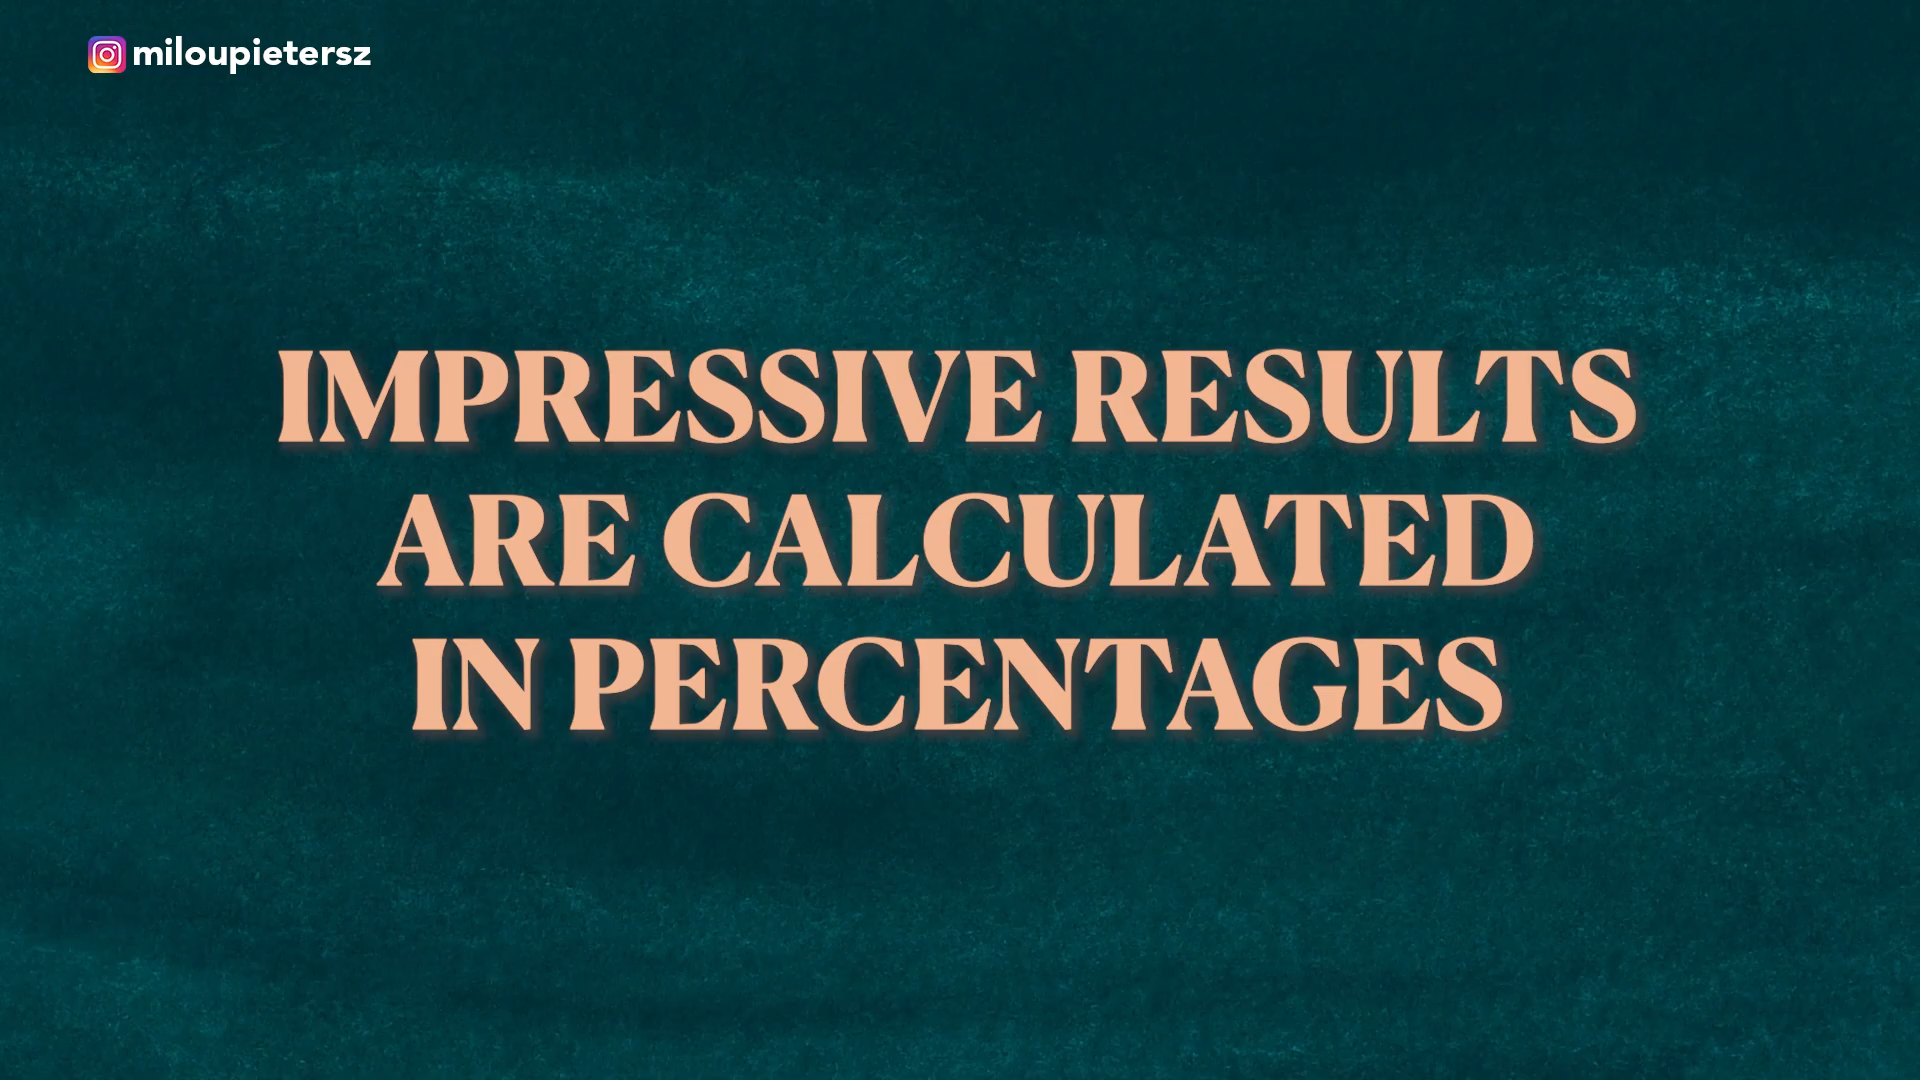 miloupietersz
IMPRESSIVE RESULTS
ARE CALCULATED
IN PERCENTAGES